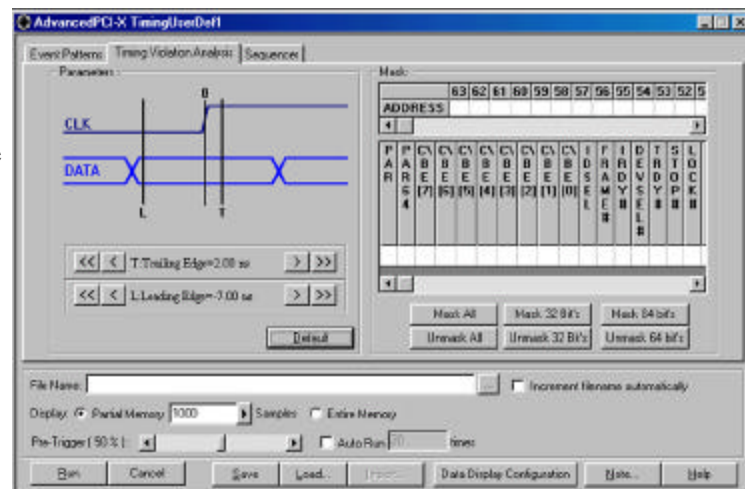 AdvancedPCI-X TimingUserDef1
Event Patterns Timing Violation Analysis Sequencer
Parameters
0
CLK
DATA
L T
<< < T:Trailing Edge=2.00 ns > >>
<< < L:Leading Edge=-7.00 ns > >>
Default
Mask:
63 62 61 60 59 58 57 56 55 54 53 52 5
ADDRESS
PAR PAR64 C\BE[7] C\BE[6] C\BE[5] C\BE[4] C\BE[3] C\BE[2] C\BE[1] C\BE[0] IDSEL FRAME# IRDY# DEVSEL# TRDY# STOP# LOCK#
Mask All Mask 32 Bit's Mask 64 bit's
Unmask All Unmask 32 Bit's Unmask 64 bit's
File Name: ... Increment filename automatically
Display: Partial Memory 1000 Samples Entire Memory
Pre-Trigger ( 50 % ): Auto Run 20 times
Run Cancel Save Load... Data Display Configuration Note... Help